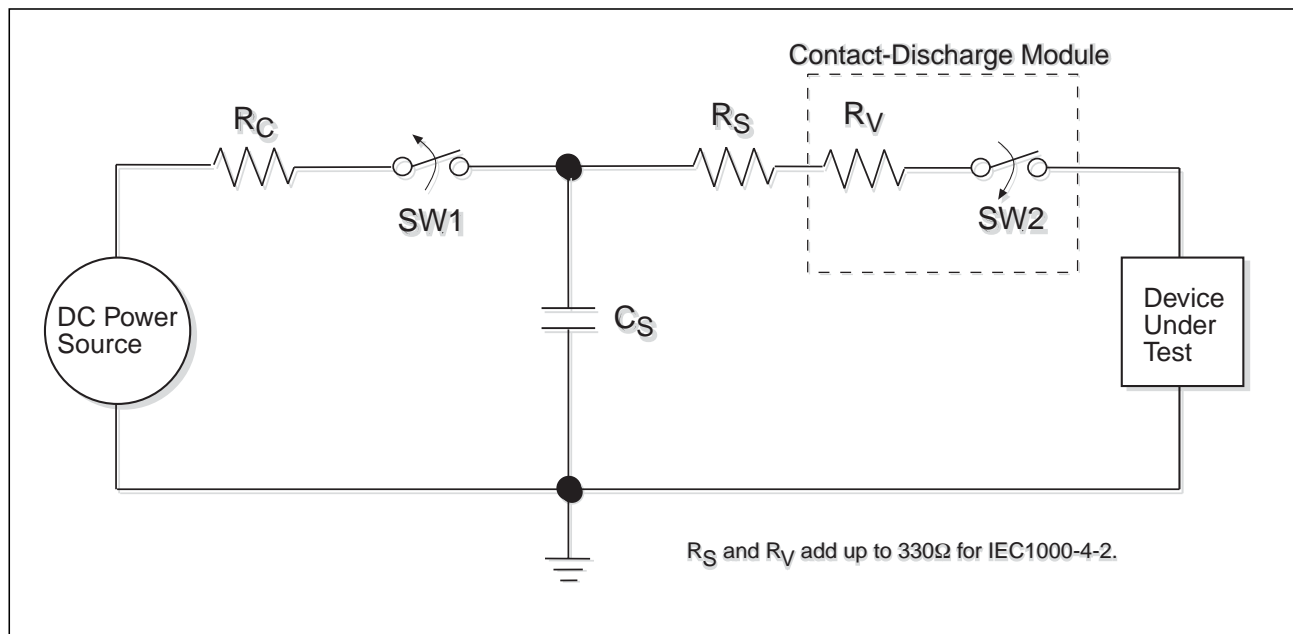 Contact-Discharge Module
RC
RS
RV
SW1
SW2
DC Power
Source
CS
Device
Under
Test
RS and RV add up to 330Ω for IEC1000-4-2.